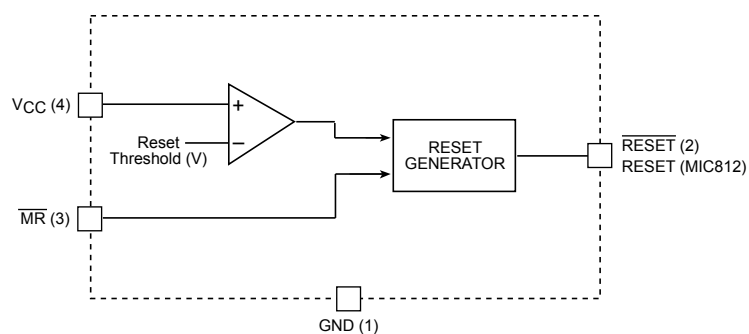 VCC (4)
+
Reset
Threshold (V)
–
RESET
GENERATOR
RESET (2)
RESET (MIC812)
MR (3)
GND (1)